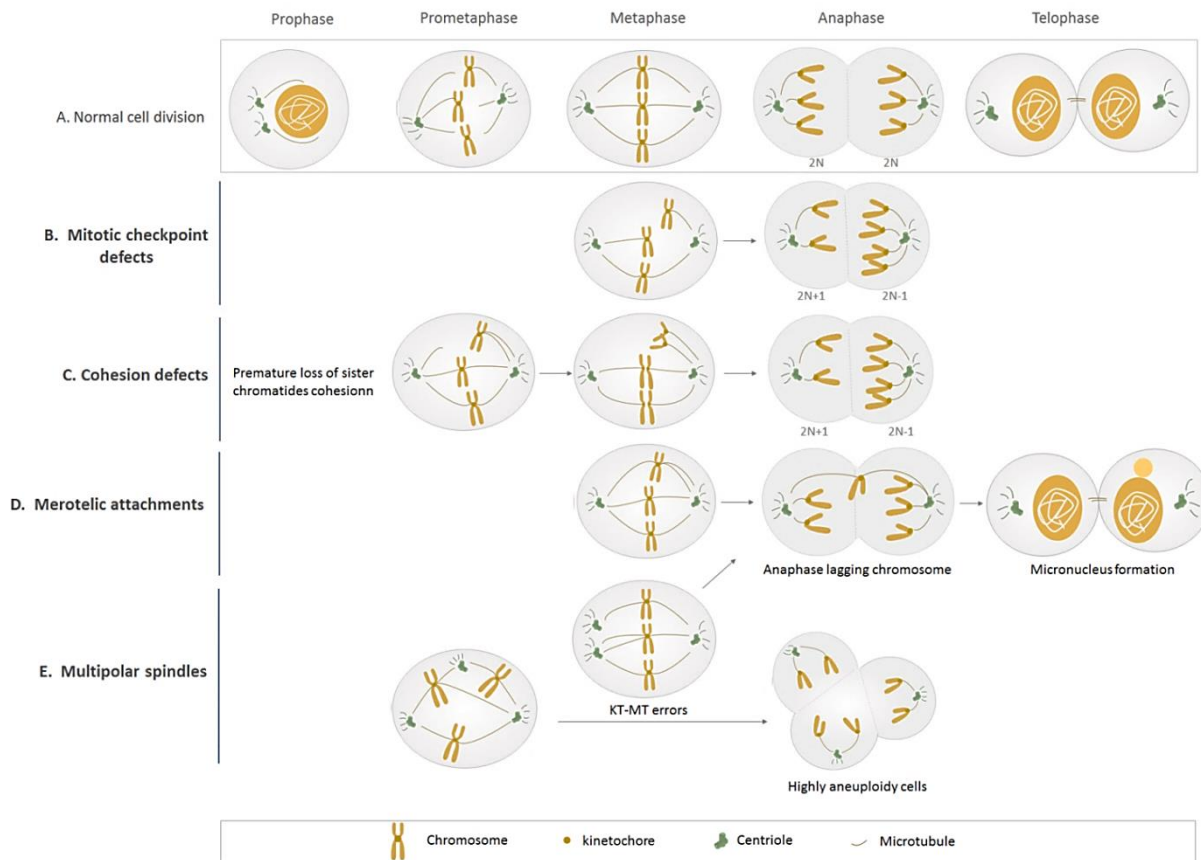 Prophase Prometaphase Metaphase Anaphase Telophase
A. Normal cell division
2N 2N
B. Mitotic checkpoint
defects
2N+1 2N-1
C. Cohesion defects
Premature loss of sister
chromatides cohesionn
2N+1 2N-1
D. Merotelic attachments
Anaphase lagging chromosome
Micronucleus formation
E. Multipolar spindles
KT-MT errors
Highly aneuploidy cells
Chromosome kinetochore Centriole Microtubule